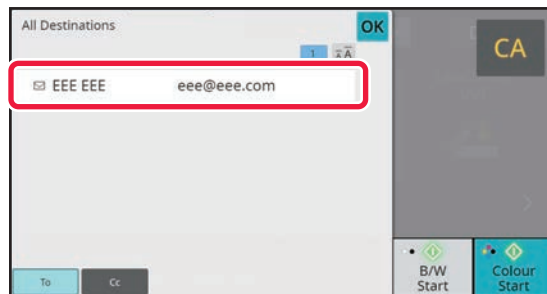 All Destinations
OK
CA
1
EEE EEE eee@eee.com
To
Cc
B/W
Start
Colour
Start